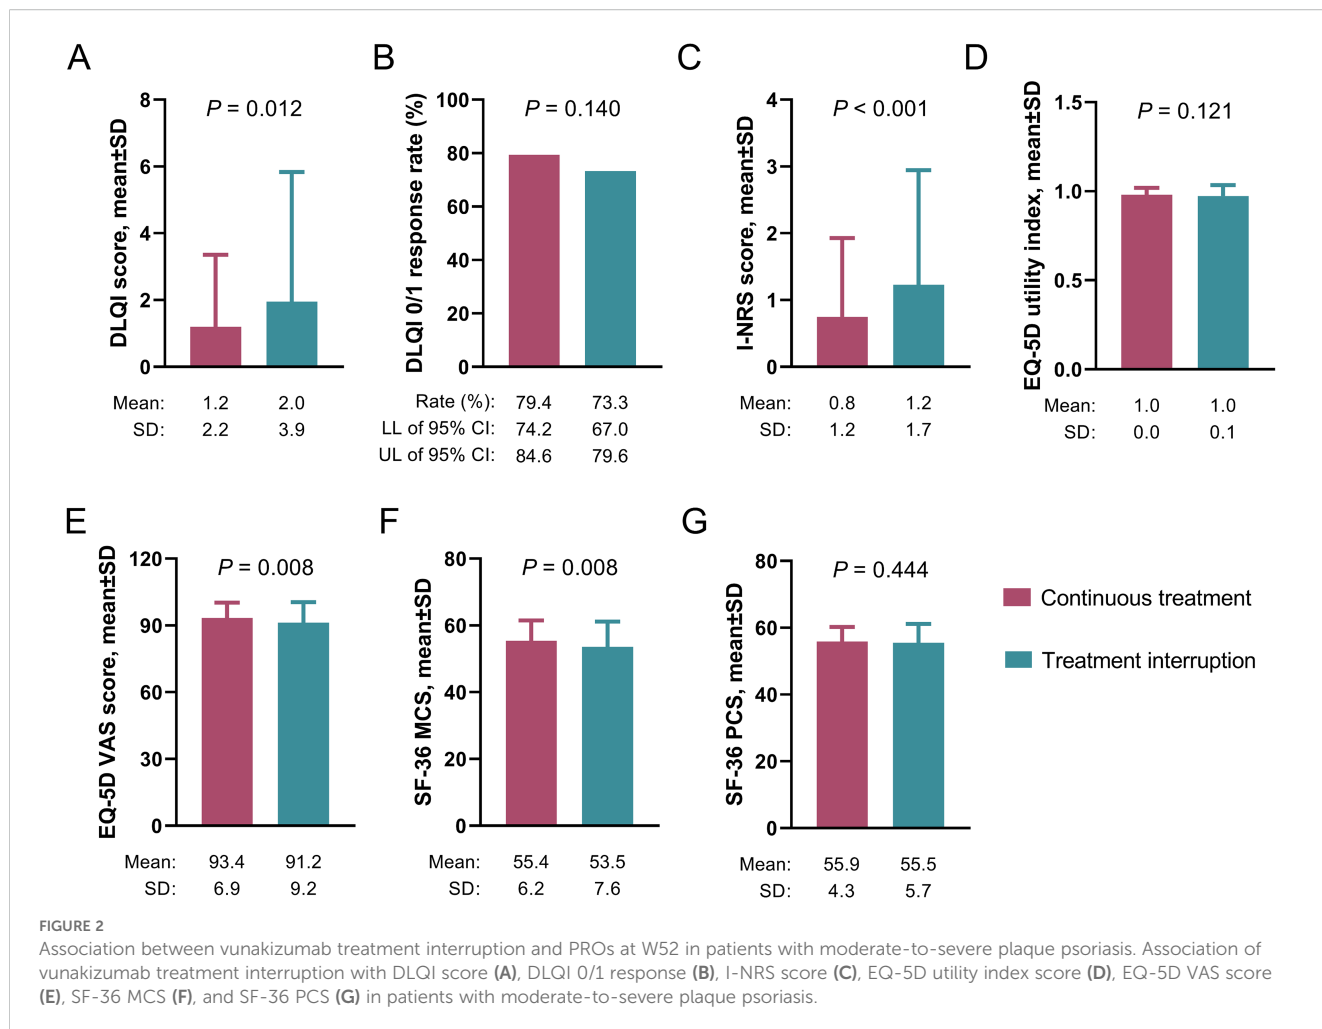 A
P = 0.012
DLQI score, mean±SD
8
6
4
2
0
Mean: 1.2 2.0
SD: 2.2 3.9
B
P = 0.140
DLQI 0/1 response rate (%)
100
80
60
40
20
0
Rate (%): 79.4 73.3
LL of 95% CI: 74.2 67.0
UL of 95% CI: 84.6 79.6
C
P < 0.001
I-NRS score, mean±SD
4
3
2
1
0
Mean: 0.8 1.2
SD: 1.2 1.7
D
P = 0.121
EQ-5D utility index, mean±SD
1.5
1.0
0.5
0.0
Mean: 1.0 1.0
SD: 0.0 0.1
E
P = 0.008
EQ-5D VAS score, mean±SD
120
90
60
30
0
Mean: 93.4 91.2
SD: 6.9 9.2
F
P = 0.008
SF-36 MCS, mean±SD
80
60
40
20
0
Mean: 55.4 53.5
SD: 6.2 7.6
G
P = 0.444
SF-36 PCS, mean±SD
80
60
40
20
0
Mean: 55.9 55.5
SD: 4.3 5.7
Continuous treatment
Treatment interruption
FIGURE 2
Association between vunakizumab treatment interruption and PROs at W52 in patients with moderate-to-severe plaque psoriasis. Association of
vunakizumab treatment interruption with DLQI score (A), DLQI 0/1 response (B), I-NRS score (C), EQ-5D utility index score (D), EQ-5D VAS score
(E), SF-36 MCS (F), and SF-36 PCS (G) in patients with moderate-to-severe plaque psoriasis.